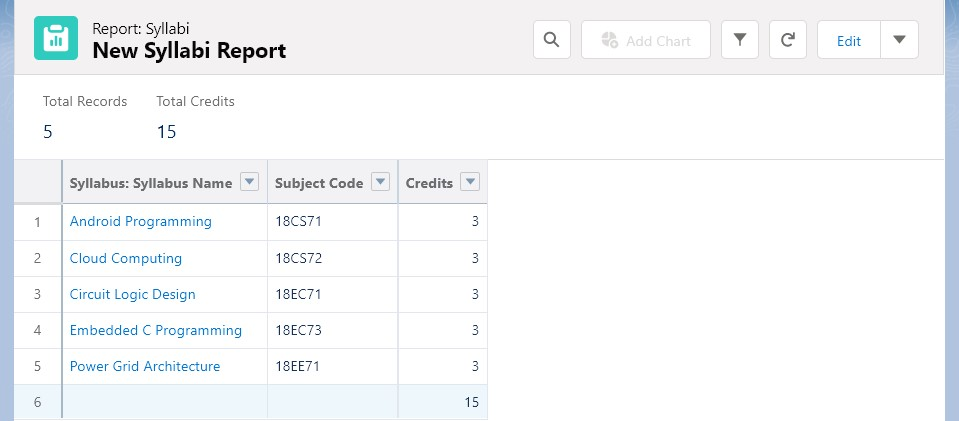 Report: Syllabi
New Syllabi Report
Add Chart
Edit
Total Records
Total Credits
5
15
Syllabus: Syllabus Name Subject Code Credits
1 Android Programming 18CS71 3
2 Cloud Computing 18CS72 3
3 Circuit Logic Design 18EC71 3
4 Embedded C Programming 18EC73 3
5 Power Grid Architecture 18EE71 3
6 15